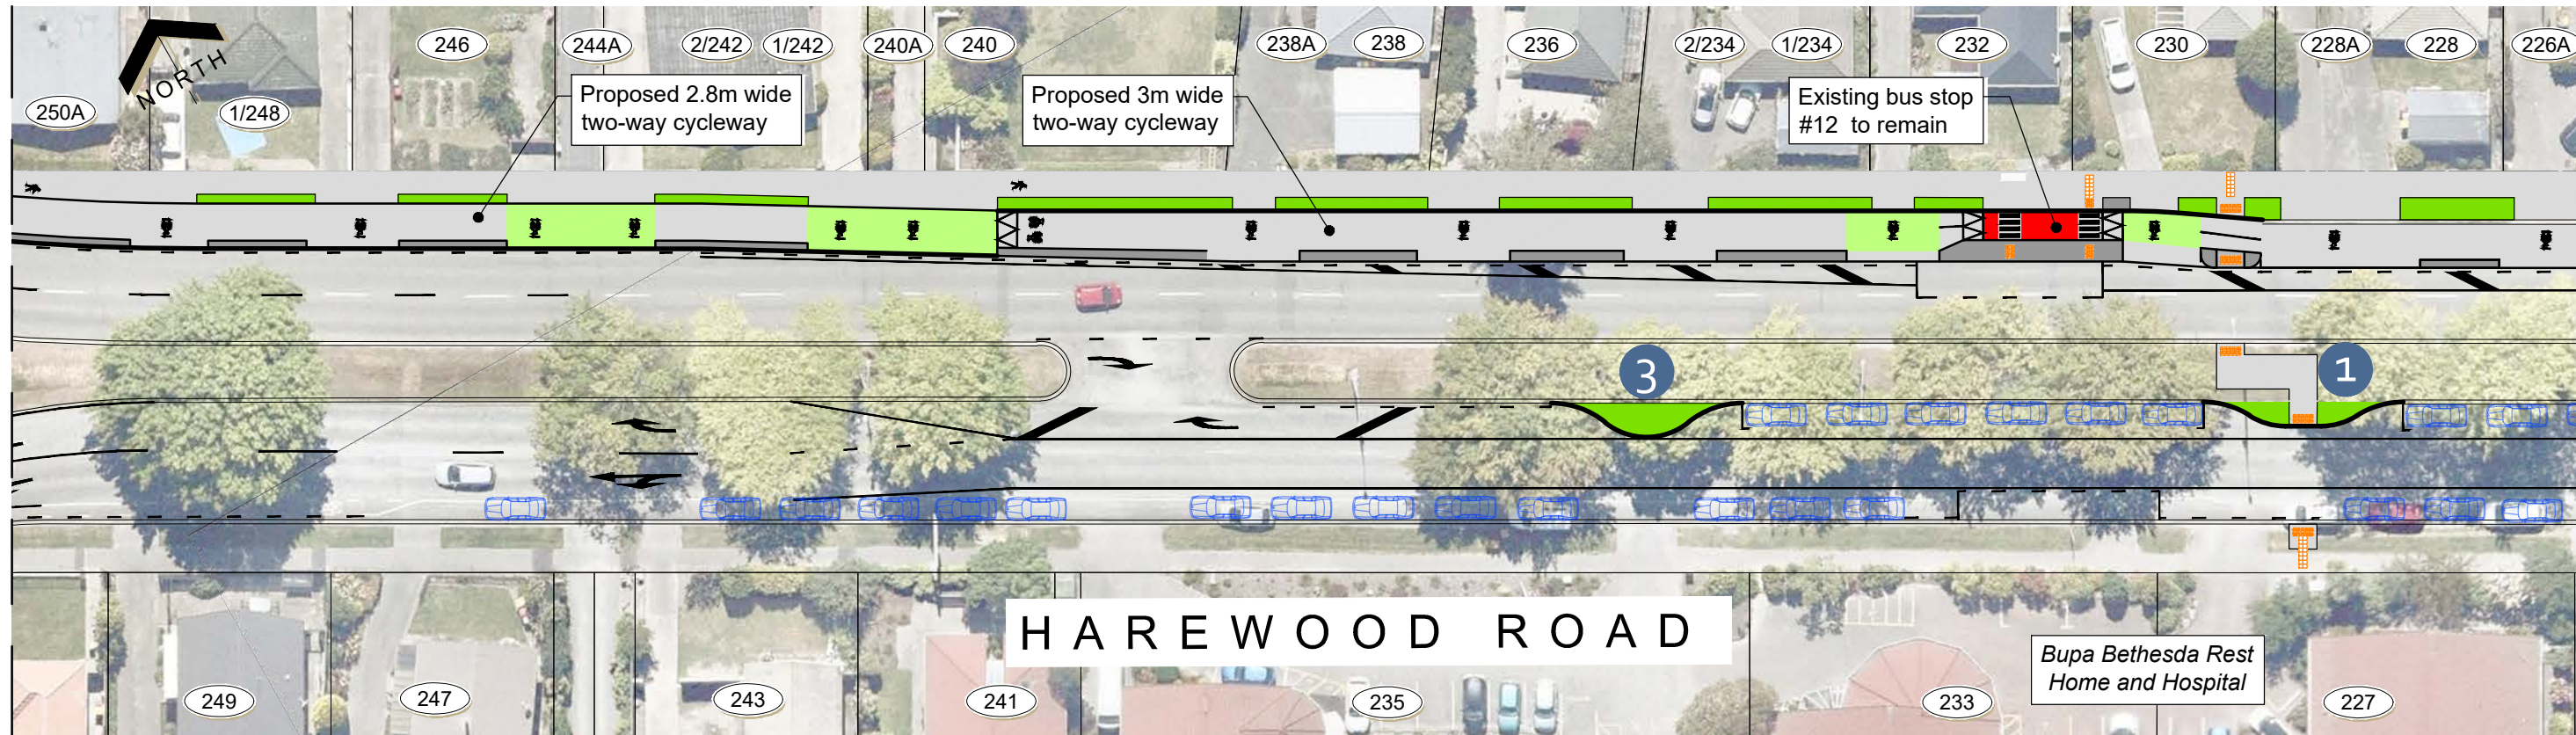 246
244A
2/242
1/242
240A
240
238A
238
236
2/234
1/234
232
230
228A
228
226A
NORTH
250A
1/248
Proposed 2.8m wide
two-way cycleway
Proposed 3m wide
two-way cycleway
Existing bus stop
#12 to remain
3
1
HAREWOOD ROAD
Bupa Bethesda Rest
Home and Hospital
249
247
243
241
235
233
227